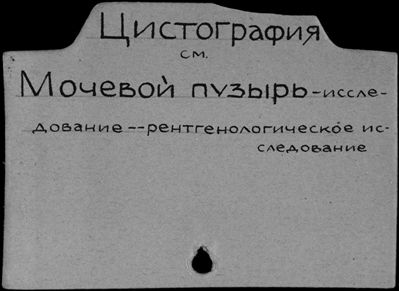 Цистография
см.
Мочевой пузырь-иссле-
дование--рентгенологическое ис-
следование